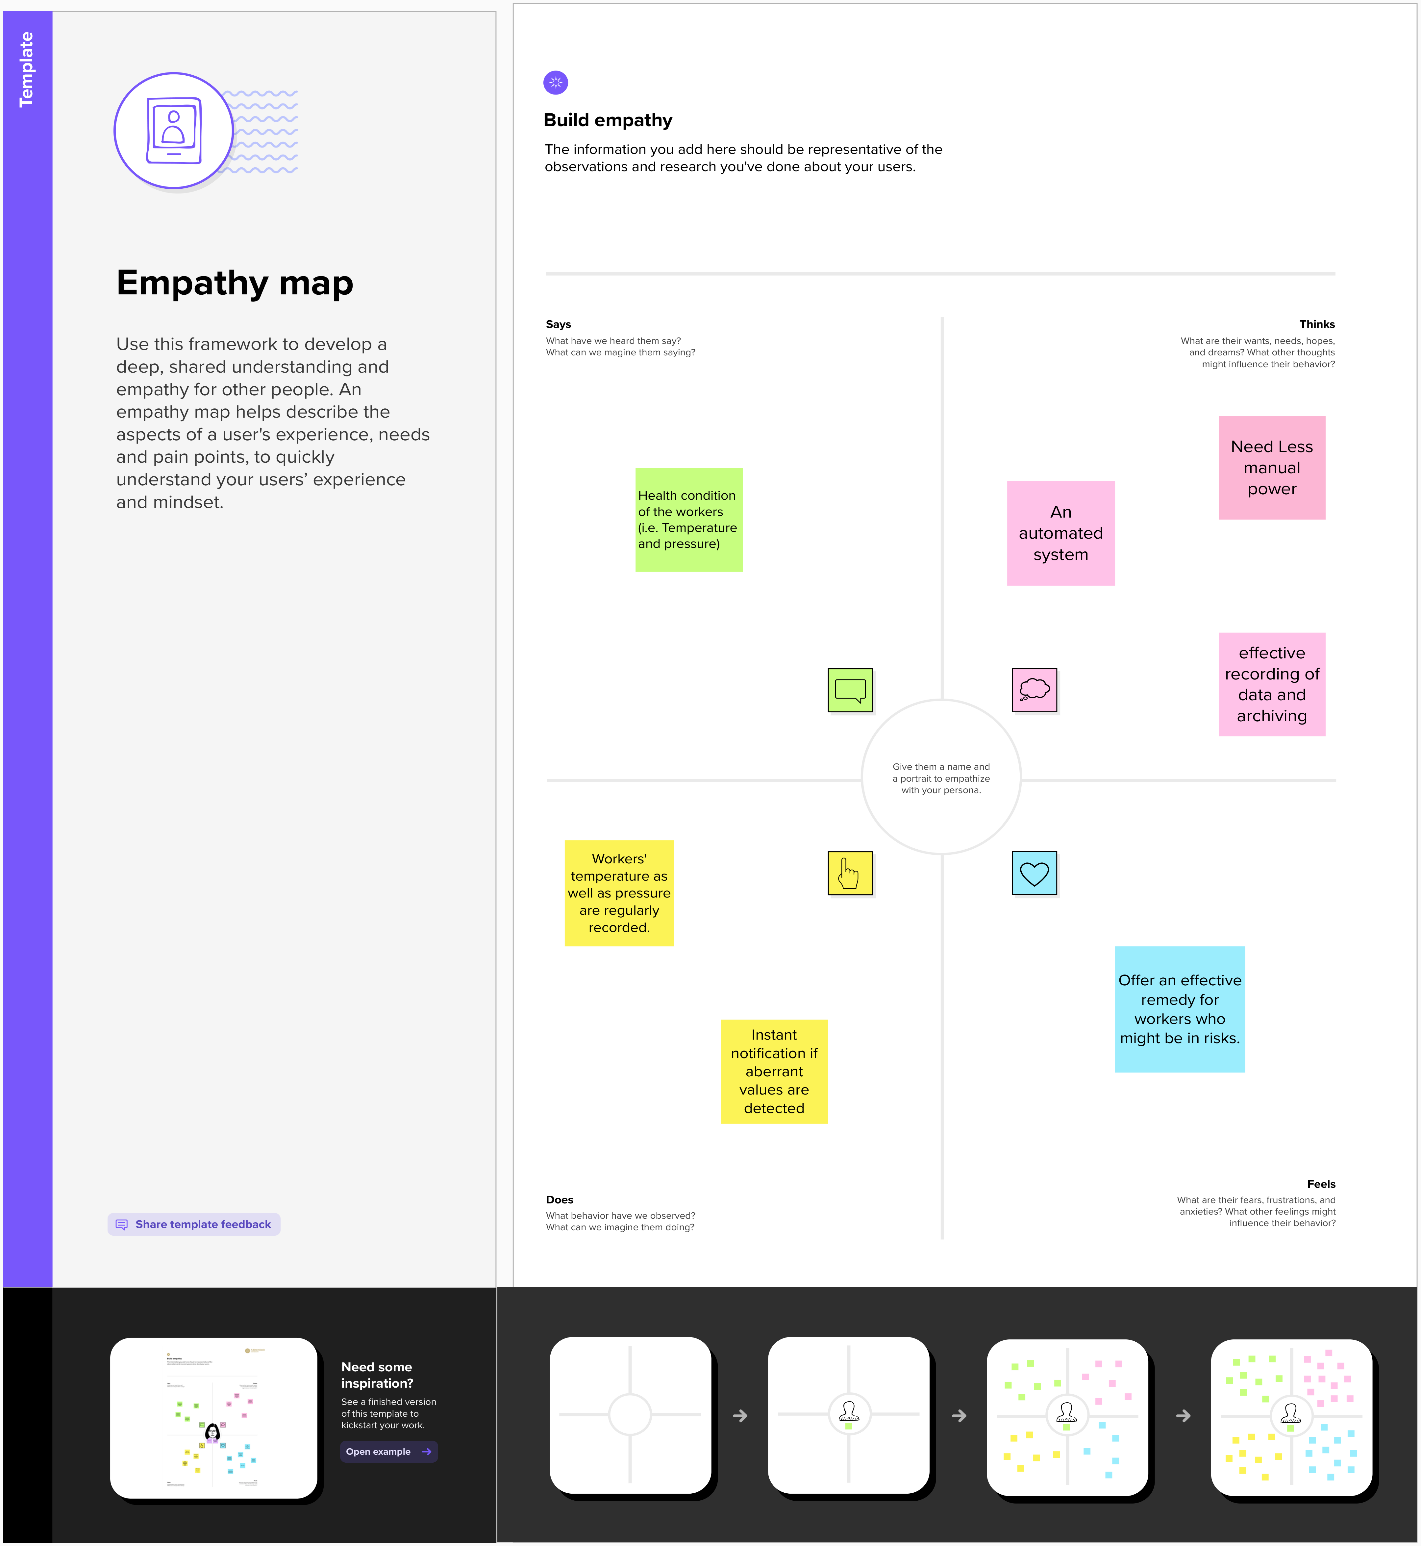 Template
Empathy map
Use this framework to develop a
deep, shared understanding and
empathy for other people. An
empathy map helps describe the
aspects of a user's experience, needs
and pain points, to quickly
understand your users' experience
and mindset.
Share template feedback
Build empathy
The information you add here should be representative of the
observations and research you've done about your users.
Says
What have we heard them say?
What can we magine them saying?
Thinks
What are their wants, needs, hopes,
and dreams? What other thoughts
might influence their behavior?
Health condition
of the workers
(i.e. Temperature
and pressure)
An
automated
system
Need Less
manual
power
effective
recording of
data and
archiving
Give them a name and
a portrait to empathize
with your persona.
Workers'
temperature as
well as pressure
are regularly
recorded.
Instant
notification if
aberrant
values are
detected
Offer an effective
remedy for
workers who
might be in risks.
Does
What behavior have we observed?
What can we imagine them doing?
Feels
What are their fears, frustrations, and
anxieties? What other feelings might
influence their behavior?
Need some
inspiration?
See a finished version
of this template to
kickstart your work.
Open example